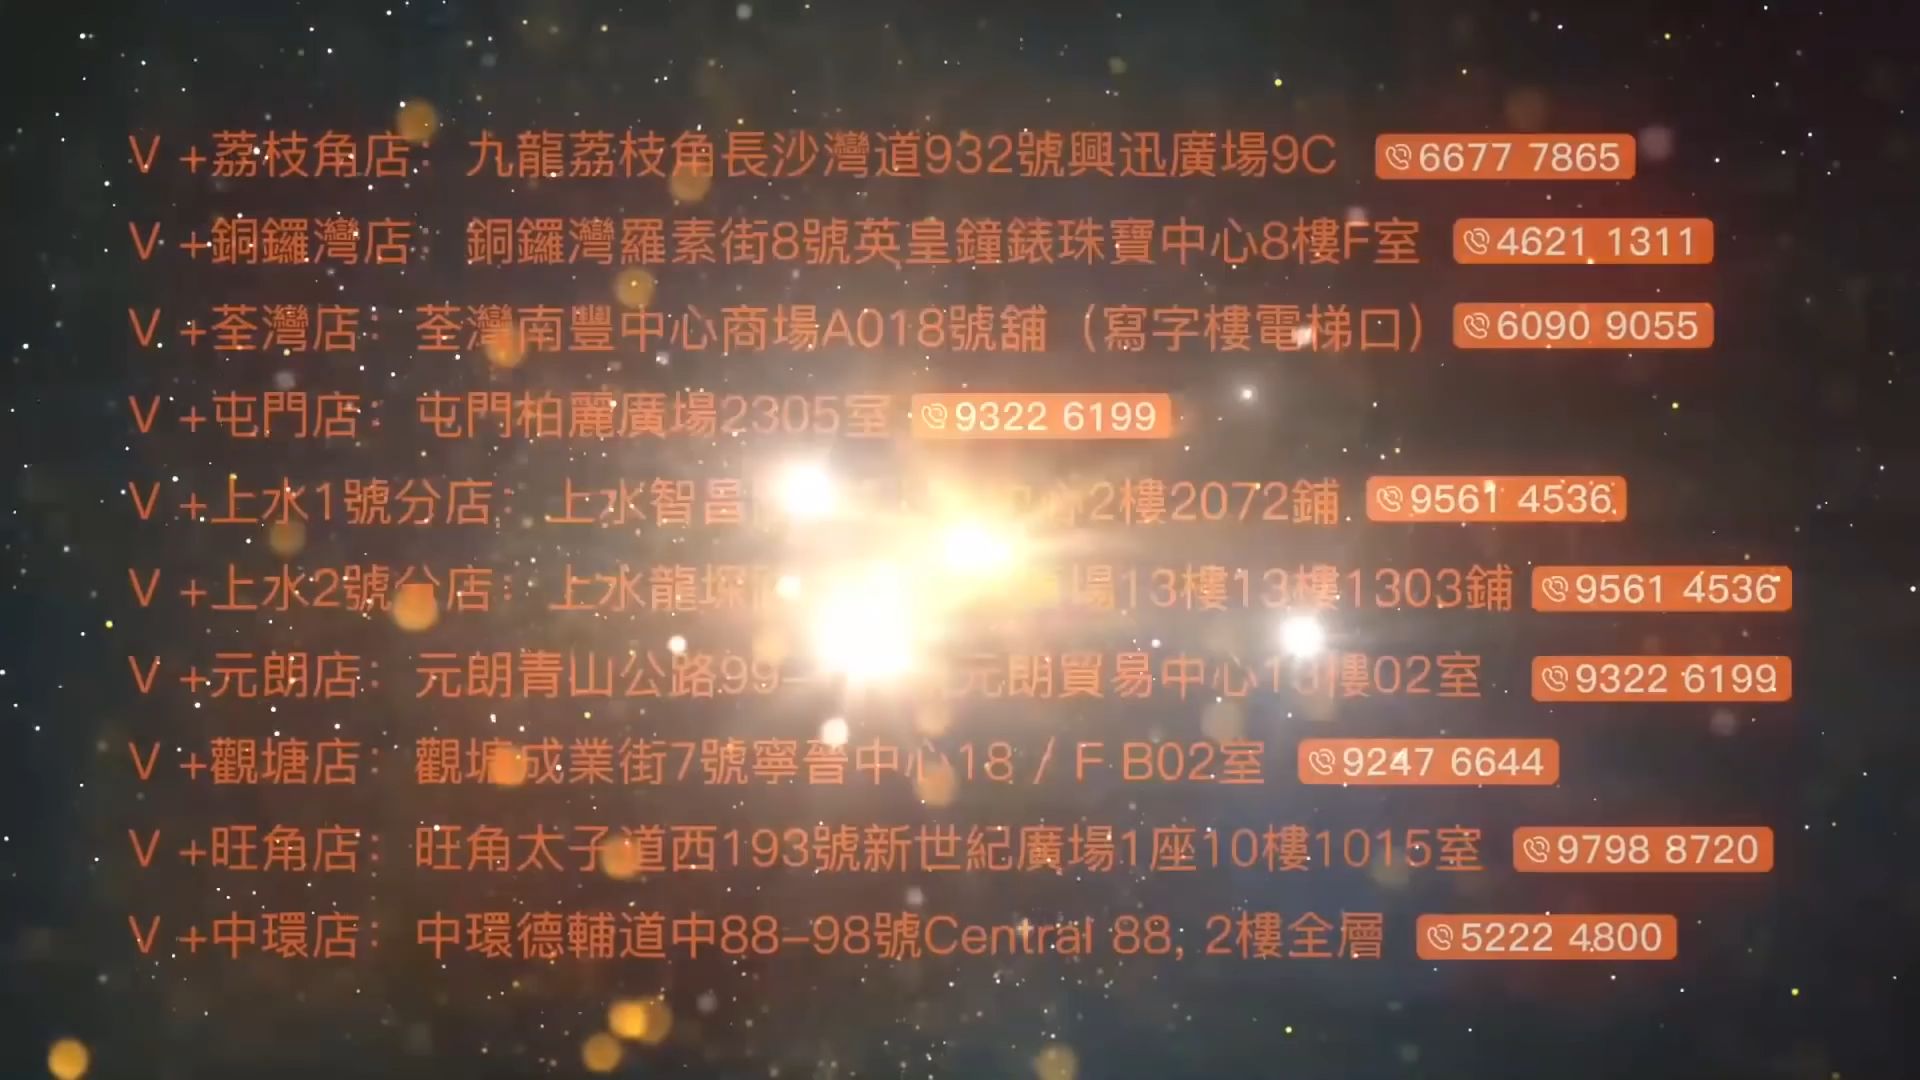 V +荔枝角店：九龍荔枝角長沙灣道932號興迅廣場9C 6677 7865
V +銅鑼灣店：銅鑼灣羅素街8號英皇鐘錶珠寶中心8樓F室 4621 1311
V +荃灣店：荃灣南豐中心商場A018號舖（寫字樓電梯口） 6090 9055
V +屯門店：屯門柏麗廣場2305室 9322 6199
V +上水1號分店：上水智昌 2樓2072鋪 9561 4536
V +上水2號分店：上水龍琛 場13樓13樓1303鋪 9561 4536
V +元朗店：元朗青山公路99– 元朗貿易中心 樓02室 9322 6199
V +觀塘店：觀塘成業街7號寧晉中心18 / F B02室 9247 6644
V +旺角店：旺角太子道西193號新世紀廣場1座10樓1015室 9798 8720
V +中環店：中環德輔道中88–98號Central 88, 2樓全層 5222 4800